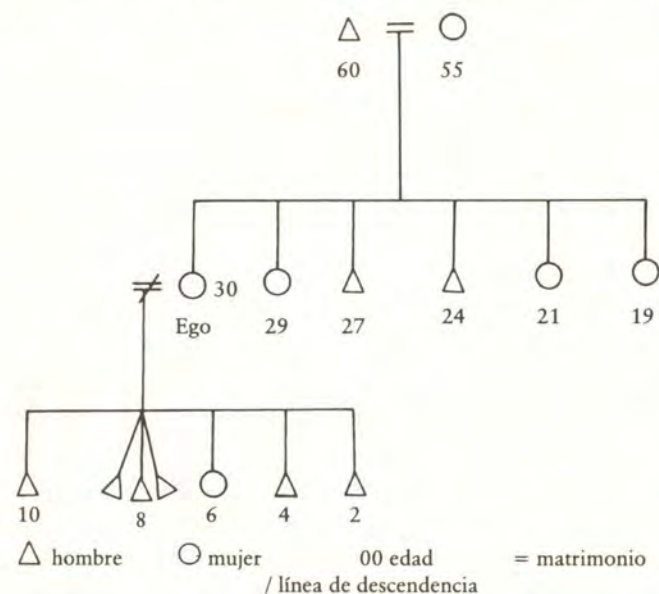 60 = 55
30
Ego 29 27 24 21 19
10 8 6 4 2
△ hombre ○ mujer 00 edad = matrimonio
/ línea de descendencia